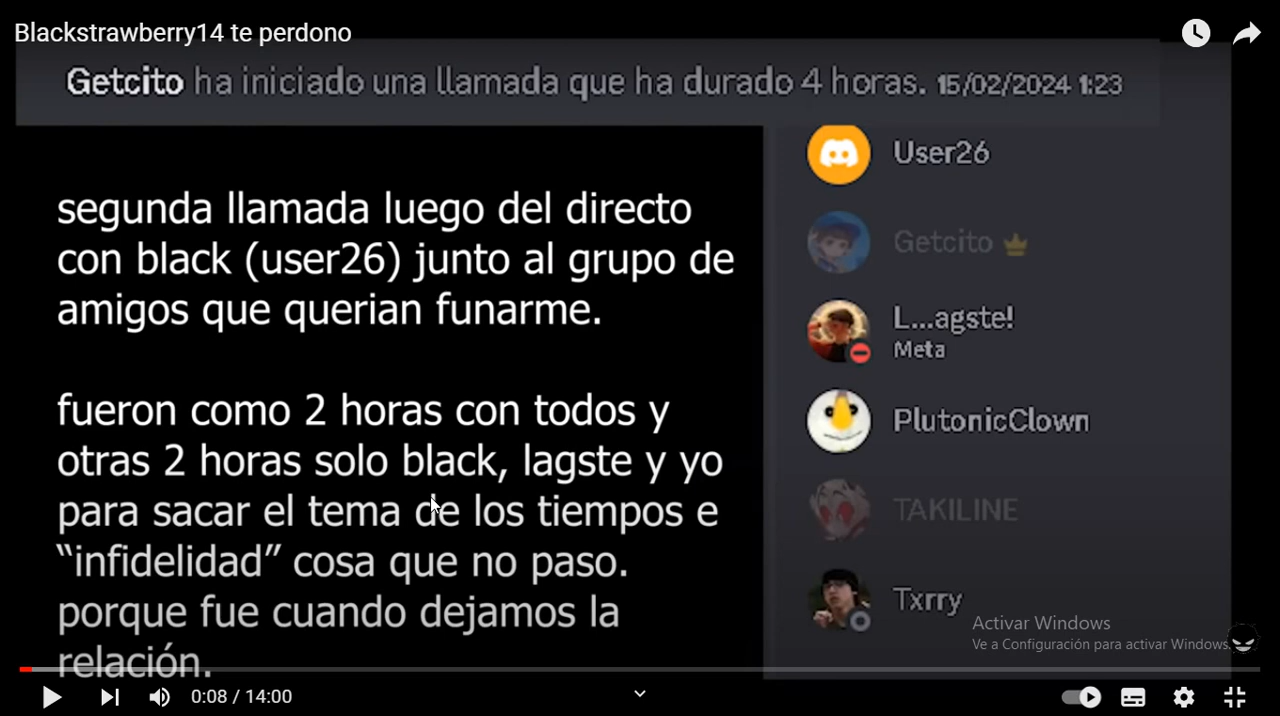 Blackstrawberry14 te perdono
Getcito ha iniciado una llamada que ha durado 4 horas. 15/02/2024 1:23
segunda llamada luego del directo
con black (user26) junto al grupo de
amigos que querian funarme.
fueron como 2 horas con todos y
otras 2 horas solo black, lagste y yo
para sacar el tema de los tiempos e
“infidelidad” cosa que no paso.
porque fue cuando dejamos la
relación.
User26
Getcito
L...agste!
Meta
PlutonicClown
TAKILINE
Txrry
Activar Windows
Ve a Configuración para activar Windows.
0:08 / 14:00